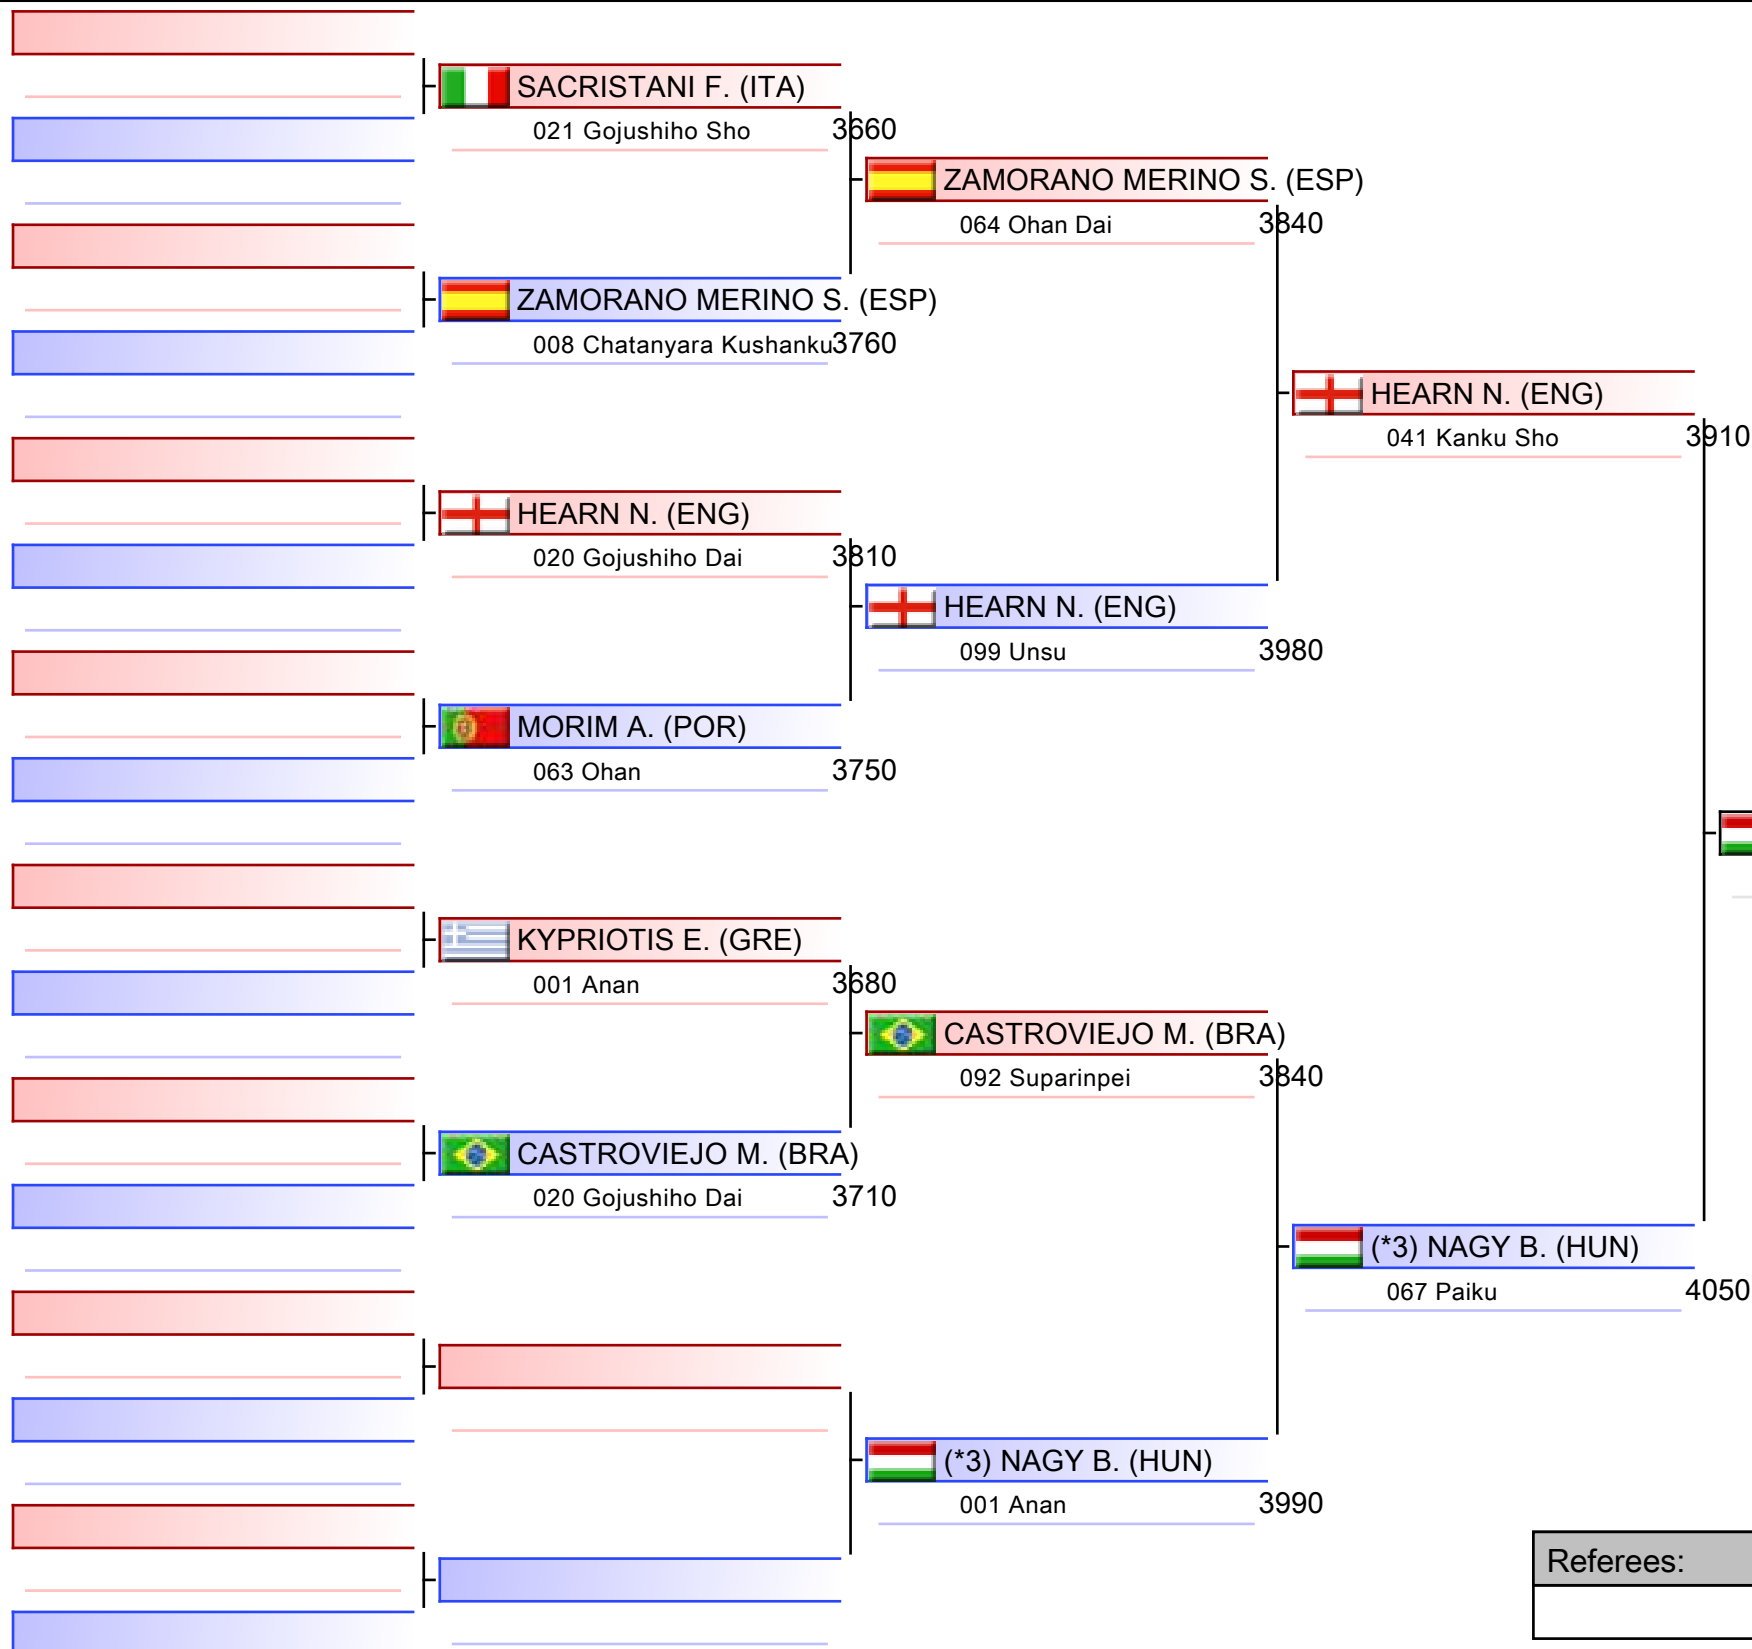 SACRISTANI F. (ITA)
021 Gojushiho Sho 3660
ZAMORANO MERINO S. (ESP)
064 Ohan Dai 3840
ZAMORANO MERINO S. (ESP)
008 Chatanyara Kushanku 3760
HEARN N. (ENG)
041 Kanku Sho 3910
HEARN N. (ENG)
020 Gojushiho Dai 3810
HEARN N. (ENG)
099 Unsu 3980
MORIM A. (POR)
063 Ohan 3750
KYPRIOTIS E. (GRE)
001 Anan 3680
CASTROVIEJO M. (BRA)
092 Suparinpei 3840
CASTROVIEJO M. (BRA)
020 Gojushiho Dai 3710
(*3) NAGY B. (HUN)
067 Paiku 4050
(*3) NAGY B. (HUN)
001 Anan 3990
Referees: